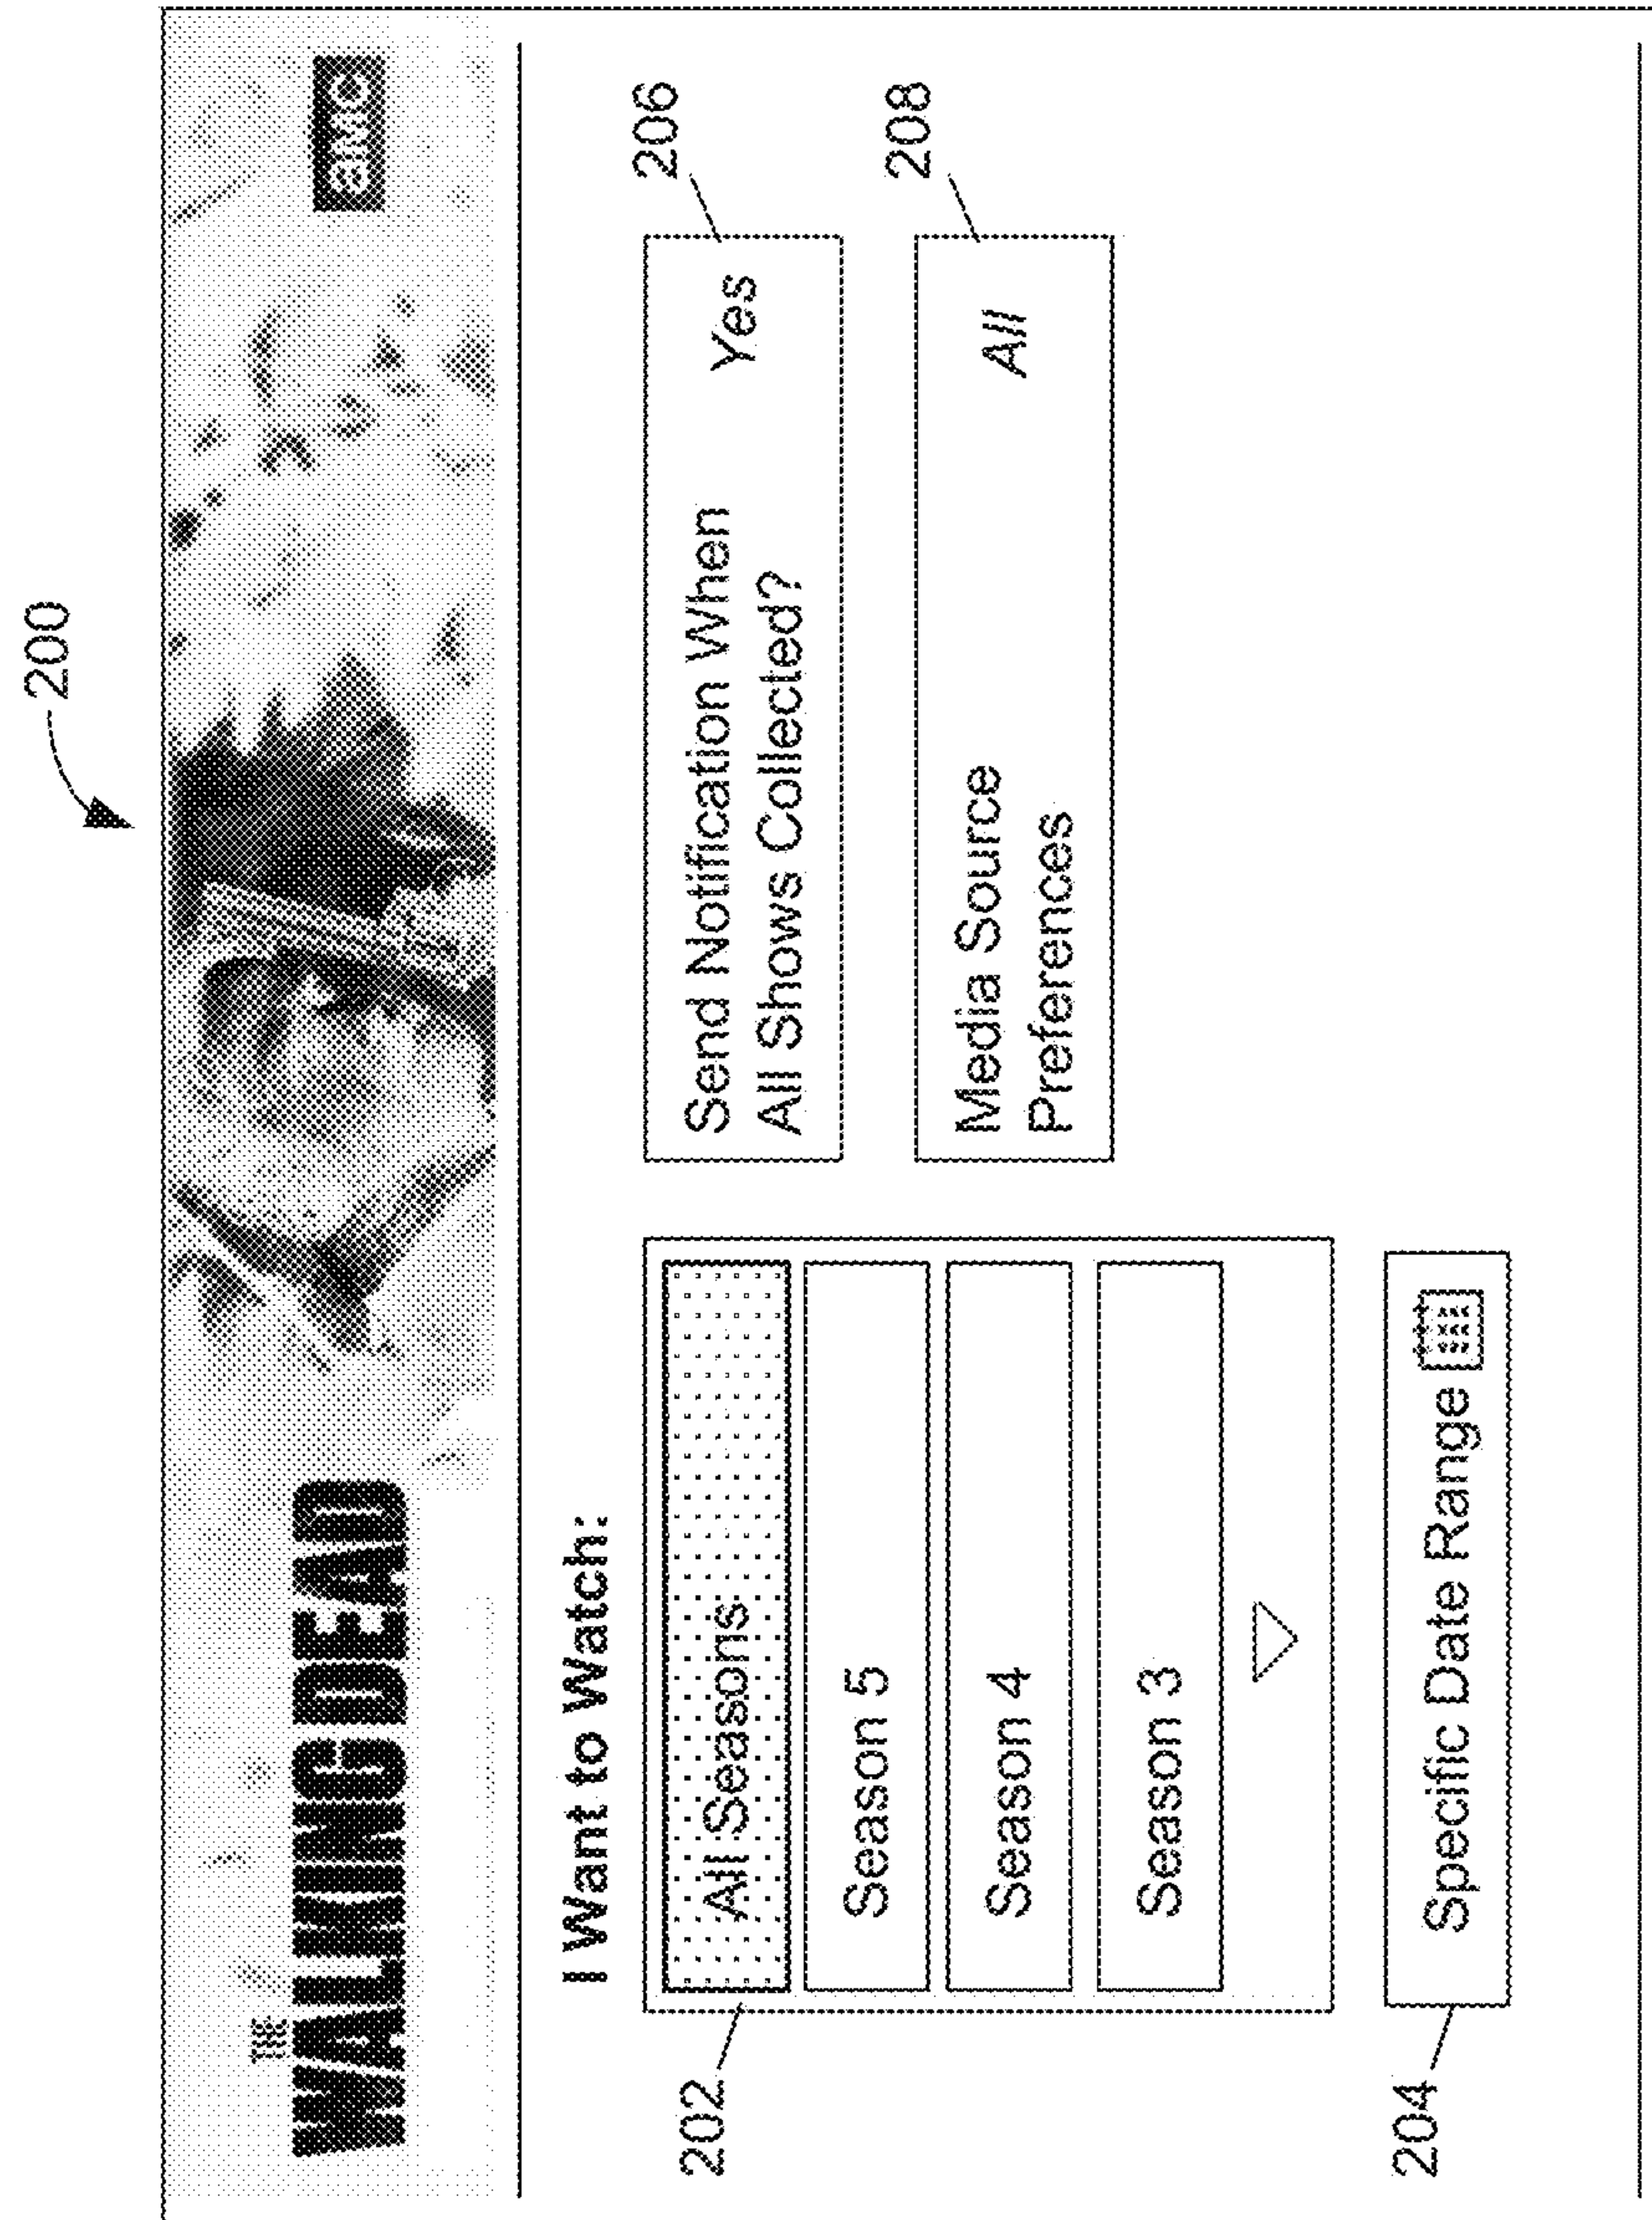 200
THE
WALKING DEAD
aMC
I Want to Watch:
202
All Seasons
Season 5
Season 4
Season 3
204
Specific Date Range
Send Notification When
All Shows Collected?
Yes
206
Media Source
Preferences
All
208